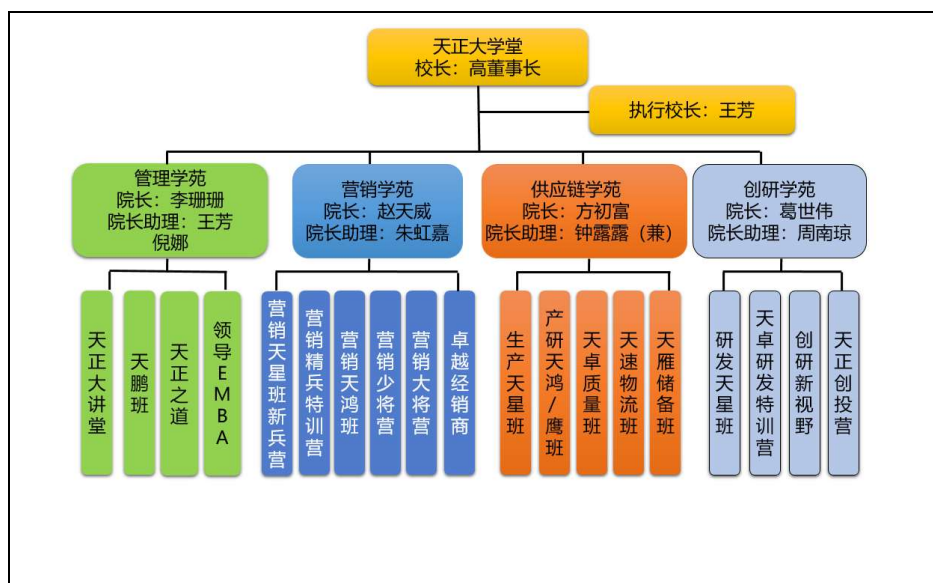 天正大学堂
校长：高董事长
执行校长：王芳
管理学苑
院长：李珊珊
院长助理：王芳
倪娜
营销学苑
院长：赵天威
院长助理：朱虹嘉
供应链学苑
院长：方初富
院长助理：钟露露（兼）
创研学苑
院长：葛世伟
院长助理：周南琼
天正大讲堂
天鹏班
天正之道
领导EMBA
营销天星班新兵营
营销精兵特训营
营销天鸿班
营销少将营
营销大将营
卓越经销商
生产天星班
产研天鸿/鹰班
天卓质量班
天速物流班
天雁储备班
研发天星班
天卓研发特训营
创研新视野
天正创投营